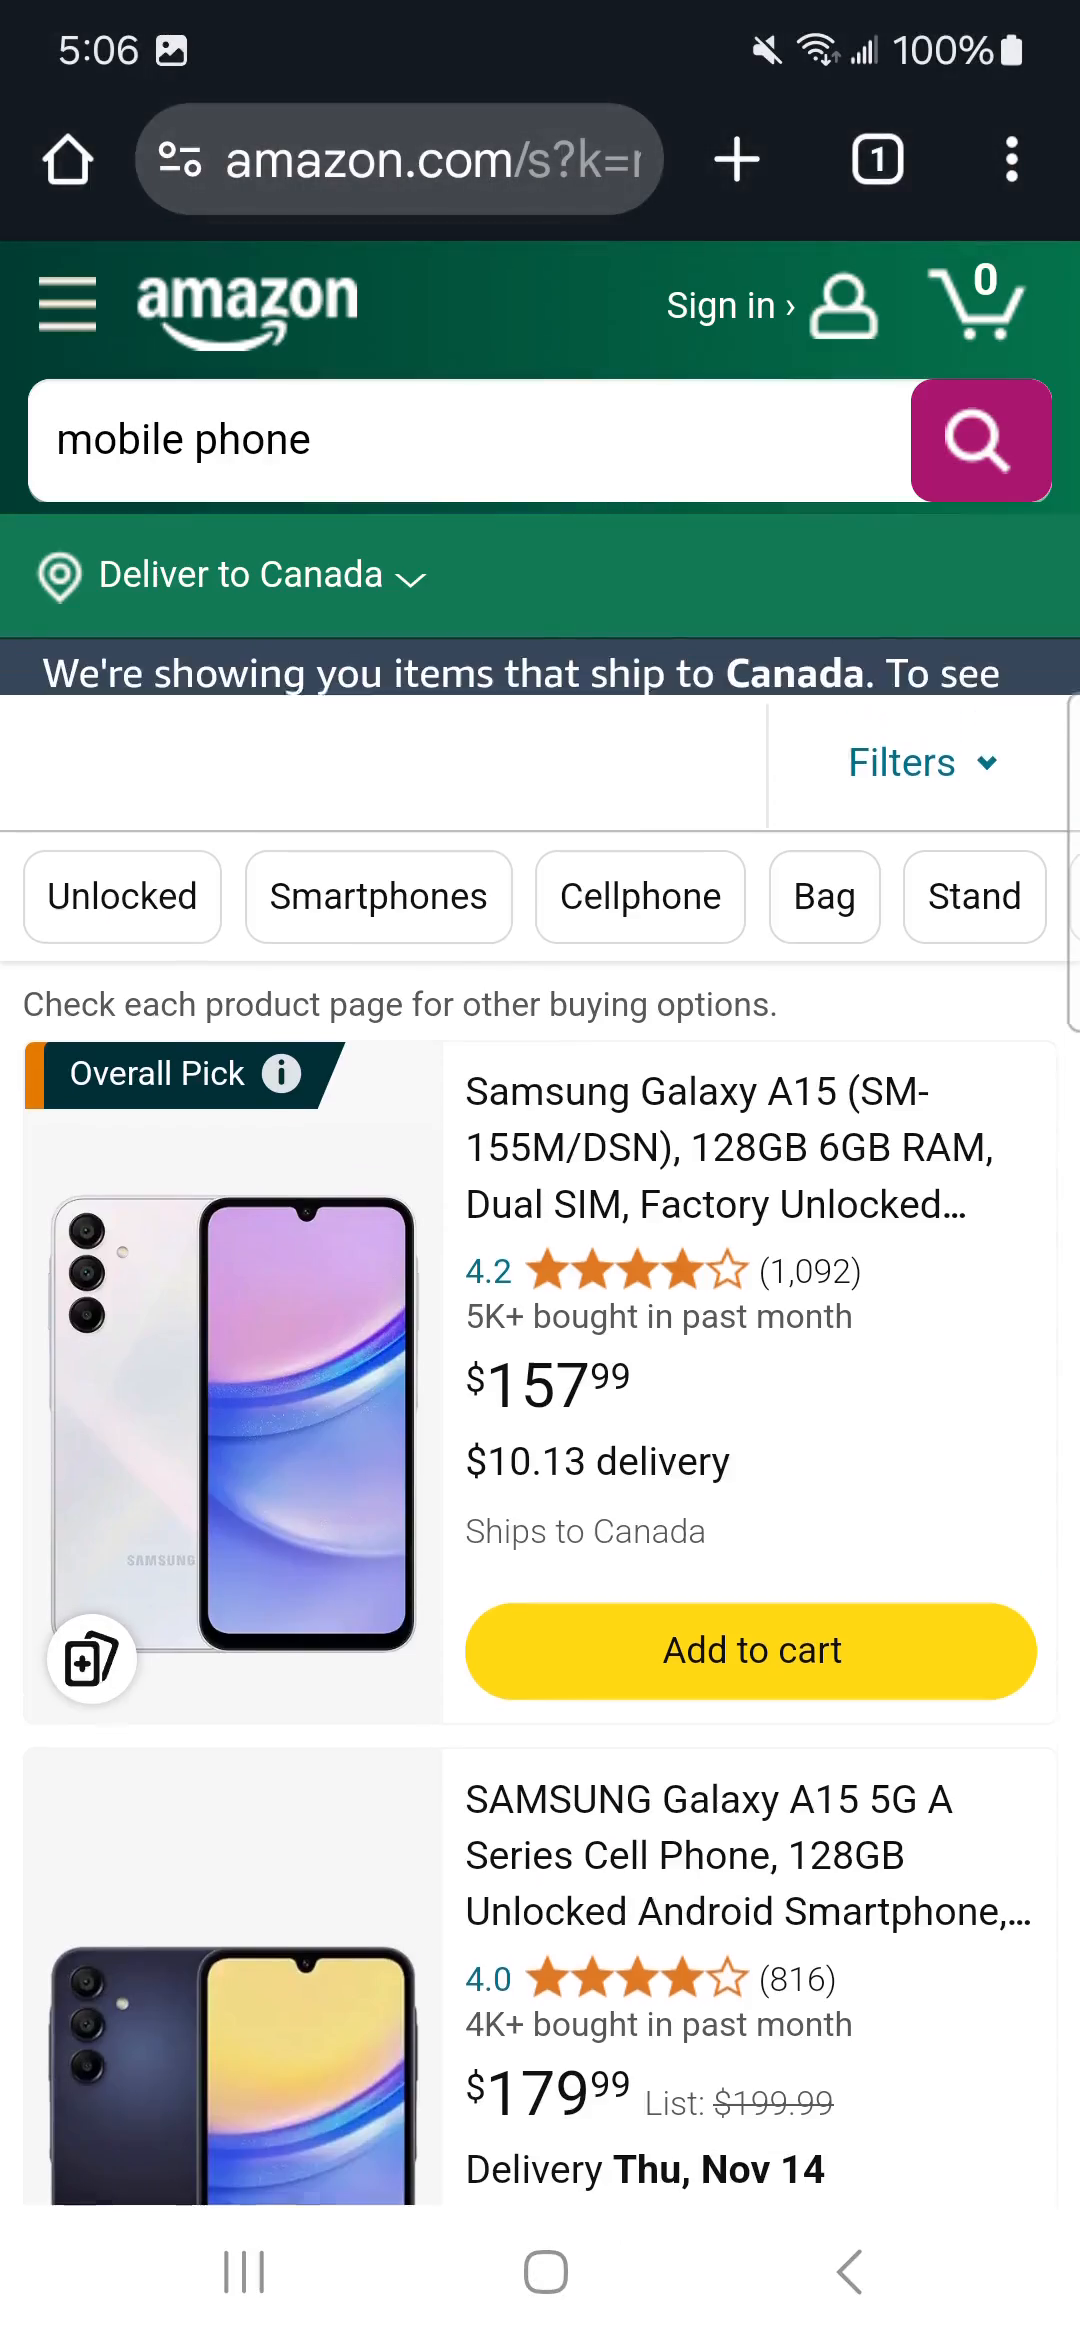 5:06
100%
amazon.com/s?k=
1
amazon
Sign in ›
0
mobile phone
Deliver to Canada
We're showing you items that ship to Canada. To see
Filters
Unlocked
Smartphones
Cellphone
Bag
Stand
Check each product page for other buying options.
Overall Pick
Samsung Galaxy A15 (SM-
155M/DSN), 128GB 6GB RAM,
Dual SIM, Factory Unlocked...
4.2 (1,092)
5K+ bought in past month
$157.99
$10.13 delivery
Ships to Canada
SAMSUNG
Add to cart
SAMSUNG Galaxy A15 5G A
Series Cell Phone, 128GB
Unlocked Android Smartphone,...
4.0 (816)
4K+ bought in past month
$179.99 List: $199.99
Delivery Thu, Nov 14